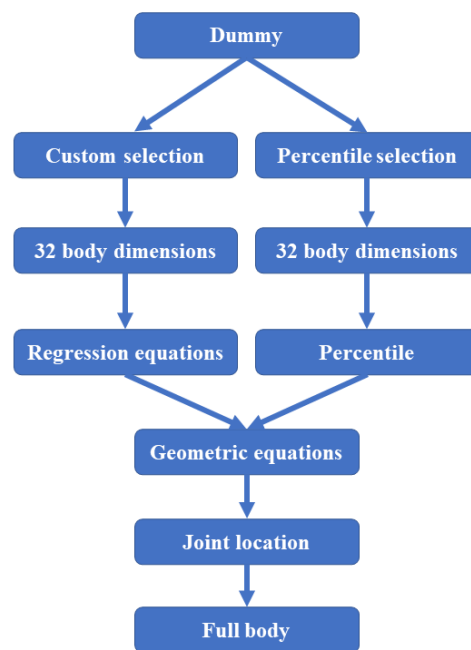 Dummy
Custom selection
Percentile selection
32 body dimensions
32 body dimensions
Regression equations
Percentile
Geometric equations
Joint location
Full body